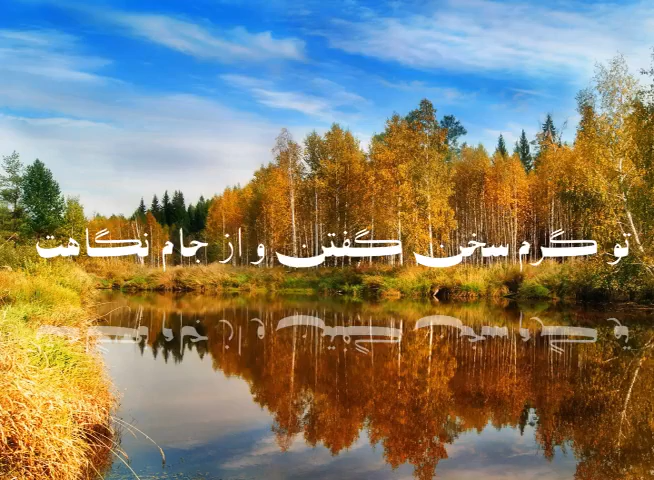 تو گرم سخن گفتن و از جام نگاهت